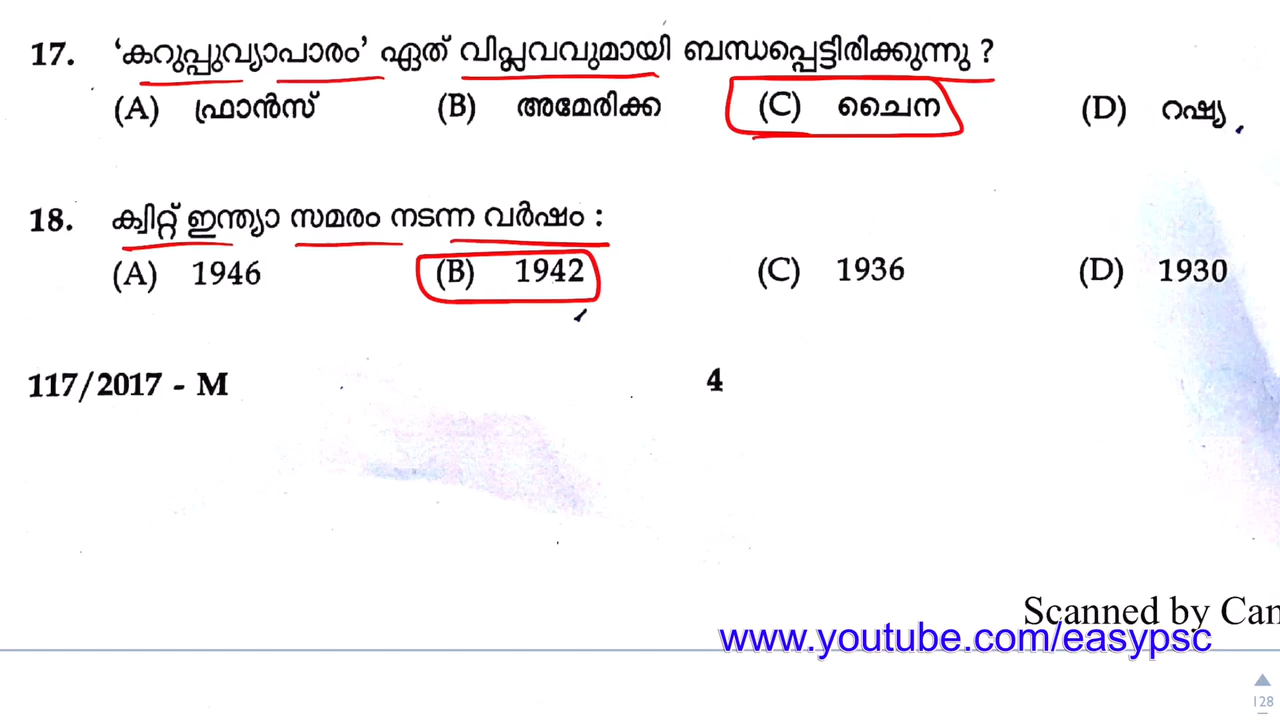 17. 'കറുപ്പുവ്യാപാരം' ഏത് വിപ്ലവവുമായി ബന്ധപ്പെട്ടിരിക്കുന്നു ?
(A) ഫ്രാൻസ് (B) അമേരിക്ക (C) ചൈന (D) റഷ്യ
18. ക്വിറ്റ് ഇന്ത്യാ സമരം നടന്ന വർഷം :
(A) 1946 (B) 1942 (C) 1936 (D) 1930
117/2017 - M 4
Scanned by Can
www.youtube.com/easypsc
128